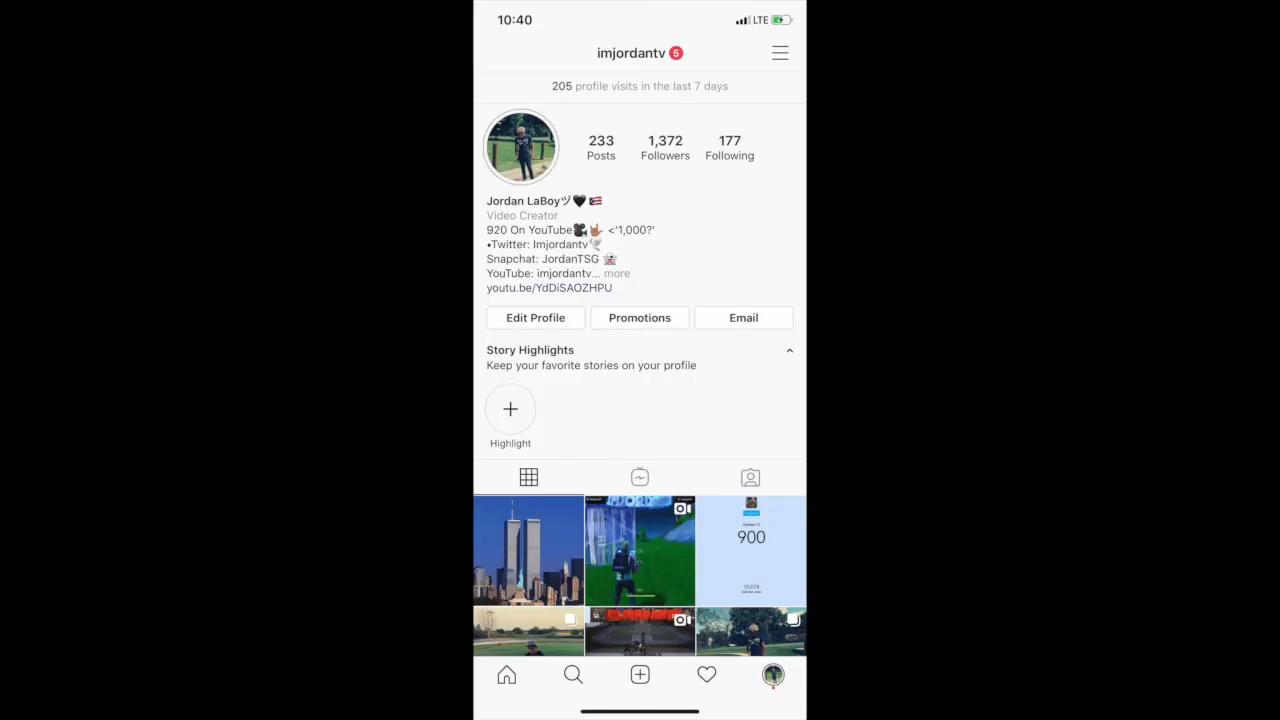 10:40
LTE
imjordantv 5
205 profile visits in the last 7 days
233
1,372
177
Posts
Followers
Following
Jordan LaBoyヅ🖤🇵🇷
Video Creator
920 On YouTube🎥🤟🏽 <'1,000?'
•Twitter: Imjordantv🕊
Snapchat: JordanTSG 👻
YouTube: imjordantv... more
youtu.be/YdDiSAOZHPU
Edit Profile
Promotions
Email
Story Highlights
Keep your favorite stories on your profile
Highlight
900
10,078